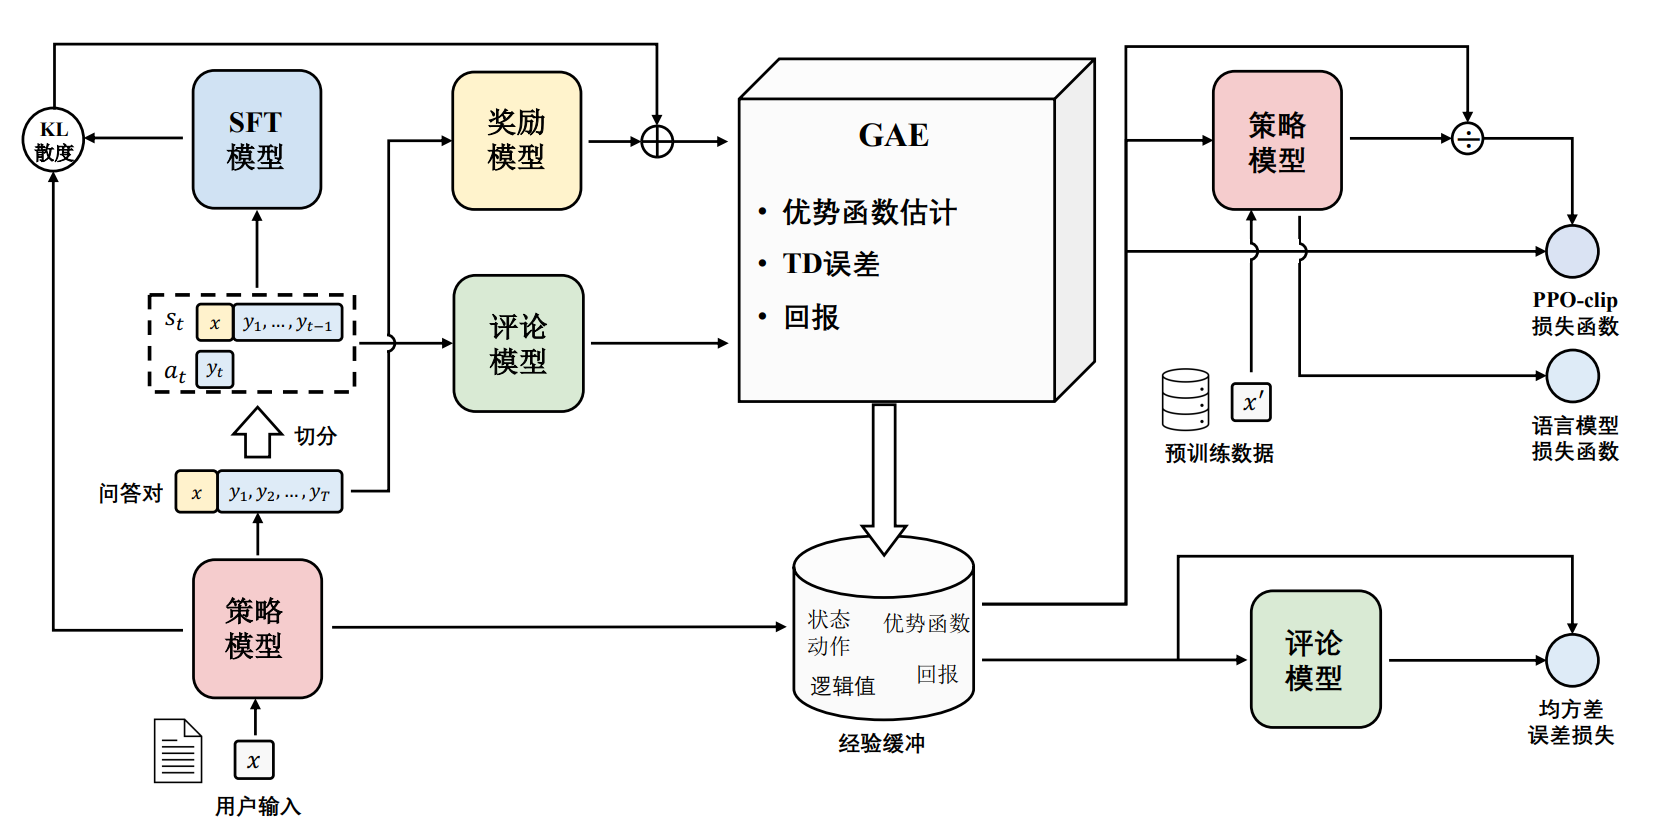 KL
散度
SFT
模型
奖励
模型
GAE
• 优势函数估计
• TD误差
• 回报
策略
模型
÷
PPO-clip
损失函数
s_t
x
y_1, ..., y_{t-1}
a_t
y_t
评论
模型
切分
问答对
x
y_1, y_2, ..., y_T
x′
预训练数据
语言模型
损失函数
策略
模型
状态
动作
优势函数
逻辑值
回报
经验缓冲
评论
模型
均方差
误差损失
x
用户输入